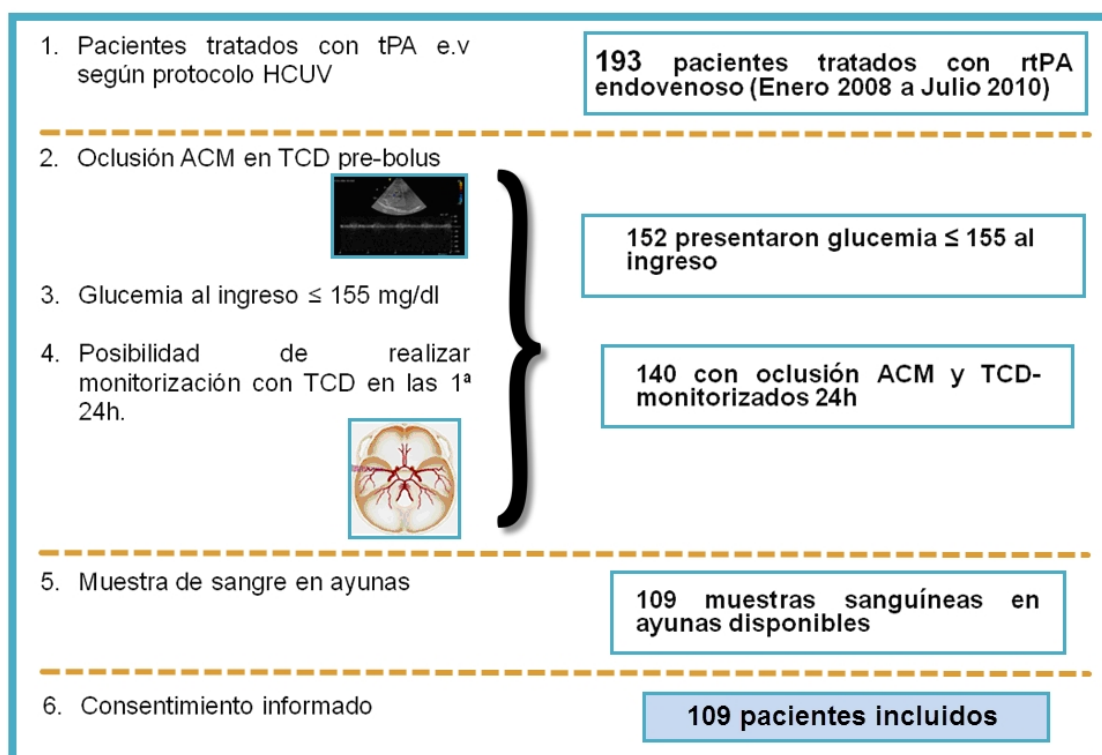 1. Pacientes tratados con tPA e.v
según protocolo HCUV
193 pacientes tratados con rtPA
endovenoso (Enero 2008 a Julio 2010)
2. Oclusión ACM en TCD pre-bolus
152 presentaron glucemia ≤ 155 al
ingreso
3. Glucemia al ingreso ≤ 155 mg/dl
4. Posibilidad de realizar
monitorización con TCD en las 1ª
24h.
140 con oclusión ACM y TCD-
monitorizados 24h
5. Muestra de sangre en ayunas
109 muestras sanguíneas en
ayunas disponibles
6. Consentimiento informado
109 pacientes incluidos